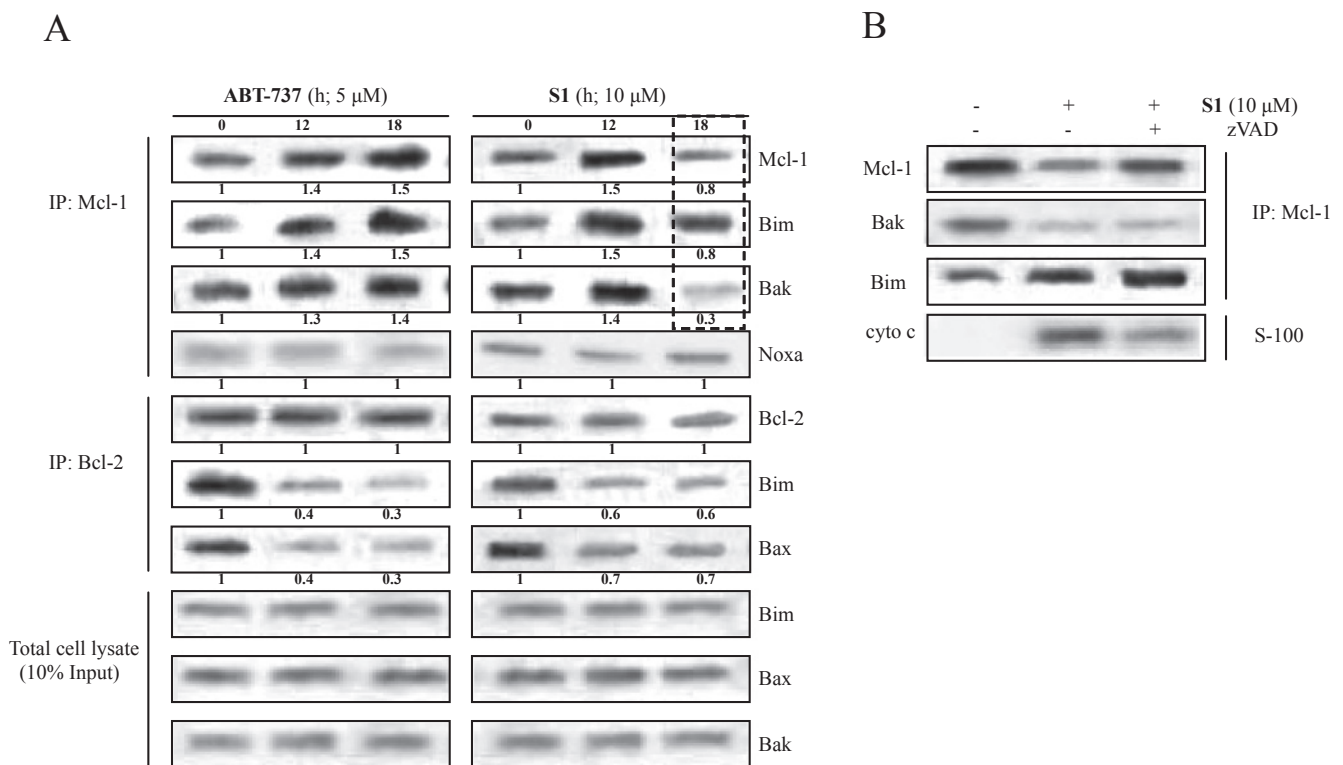 A
ABT-737 (h; 5 μM)
S1 (h; 10 μM)
0 12 18
0 12 18
IP: Mcl-1
Mcl-1
1 1.4 1.5
1 1.5 0.8
Bim
1 1.4 1.5
1 1.5 0.8
Bak
1 1.3 1.4
1 1.4 0.3
Noxa
1 1 1
1 1 1
IP: Bcl-2
Bcl-2
1 1 1
1 1 1
Bim
1 0.4 0.3
1 0.6 0.6
Bax
1 0.4 0.3
1 0.7 0.7
Total cell lysate
(10% Input)
Bim
Bax
Bak
B
- + + S1 (10 μM)
- - + zVAD
Mcl-1
Bak
Bim
IP: Mcl-1
cyto c
S-100